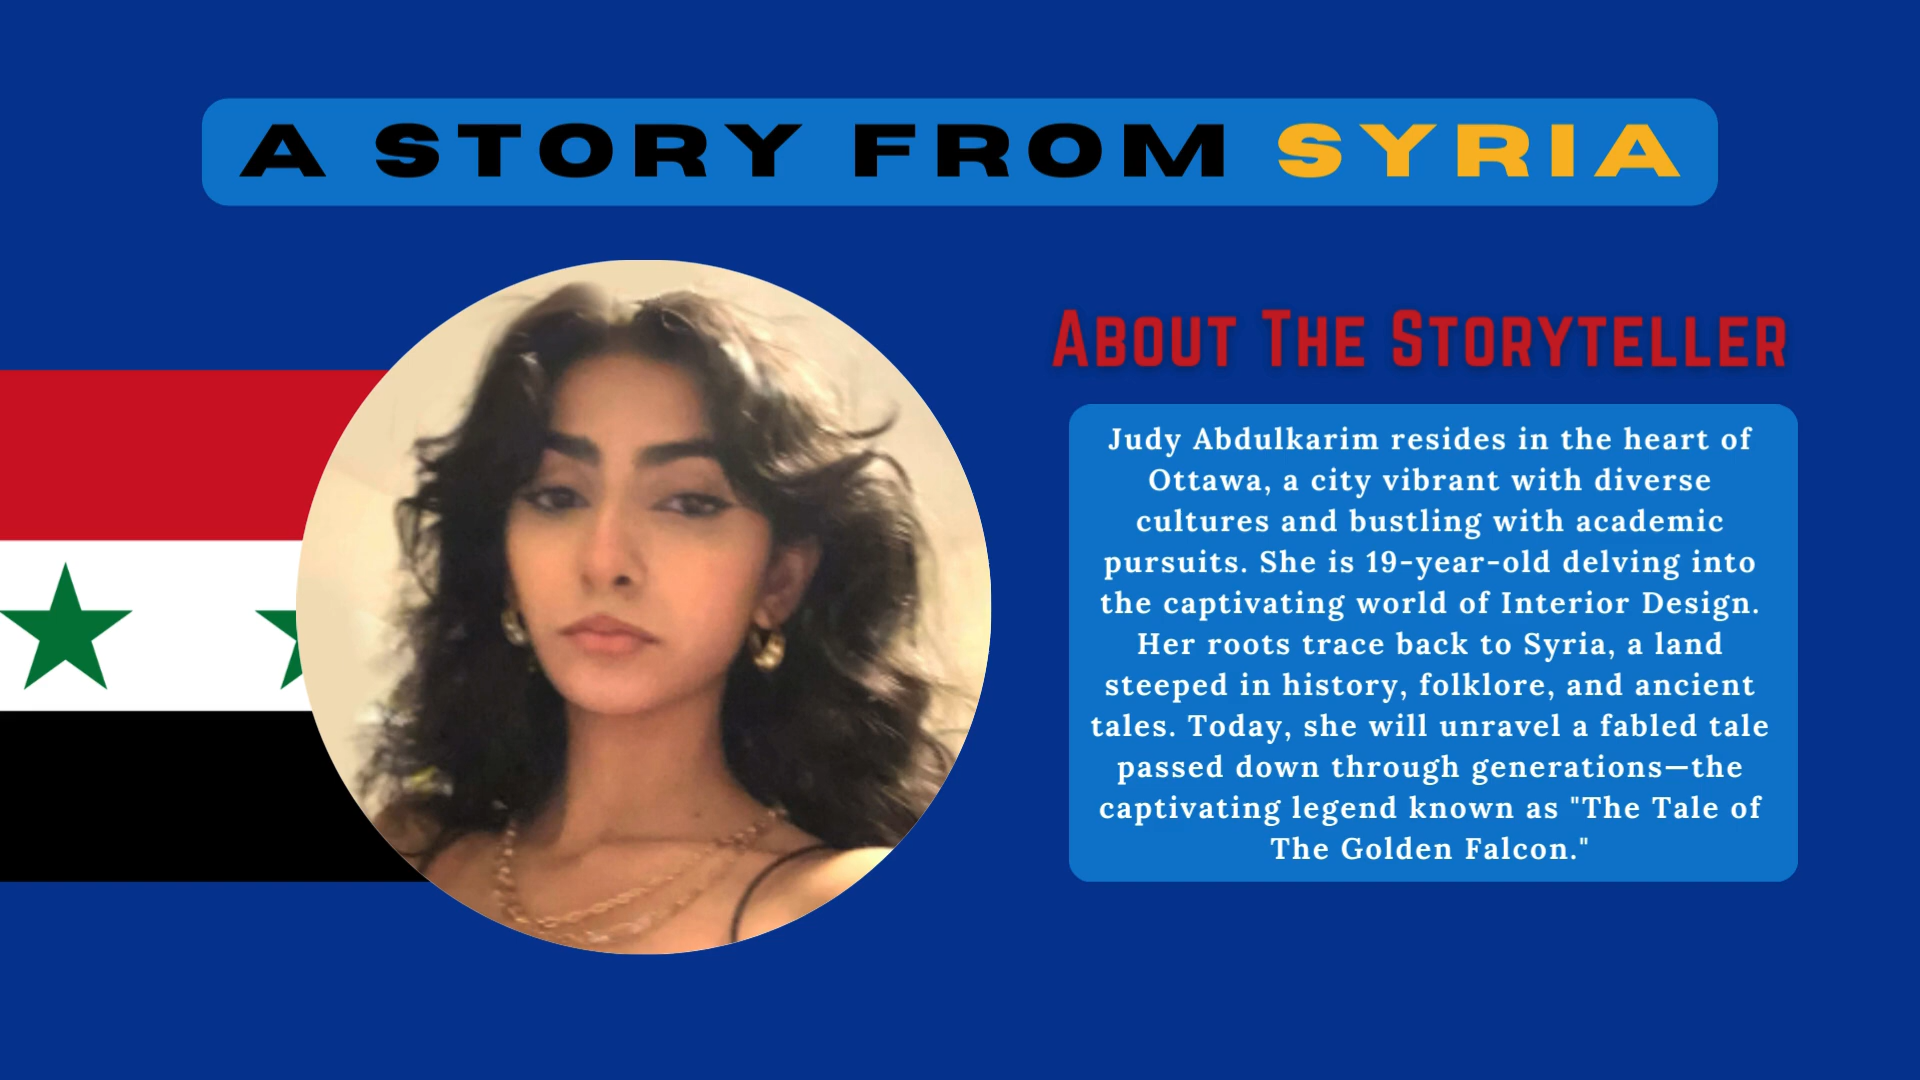 A STORY FROM SYRIA
About The Storyteller
Judy Abdulkarim resides in the heart of
Ottawa, a city vibrant with diverse
cultures and bustling with academic
pursuits. She is 19-year-old delving into
the captivating world of Interior Design.
Her roots trace back to Syria, a land
steeped in history, folklore, and ancient
tales. Today, she will unravel a fabled tale
passed down through generations—the
captivating legend known as "The Tale of
The Golden Falcon."